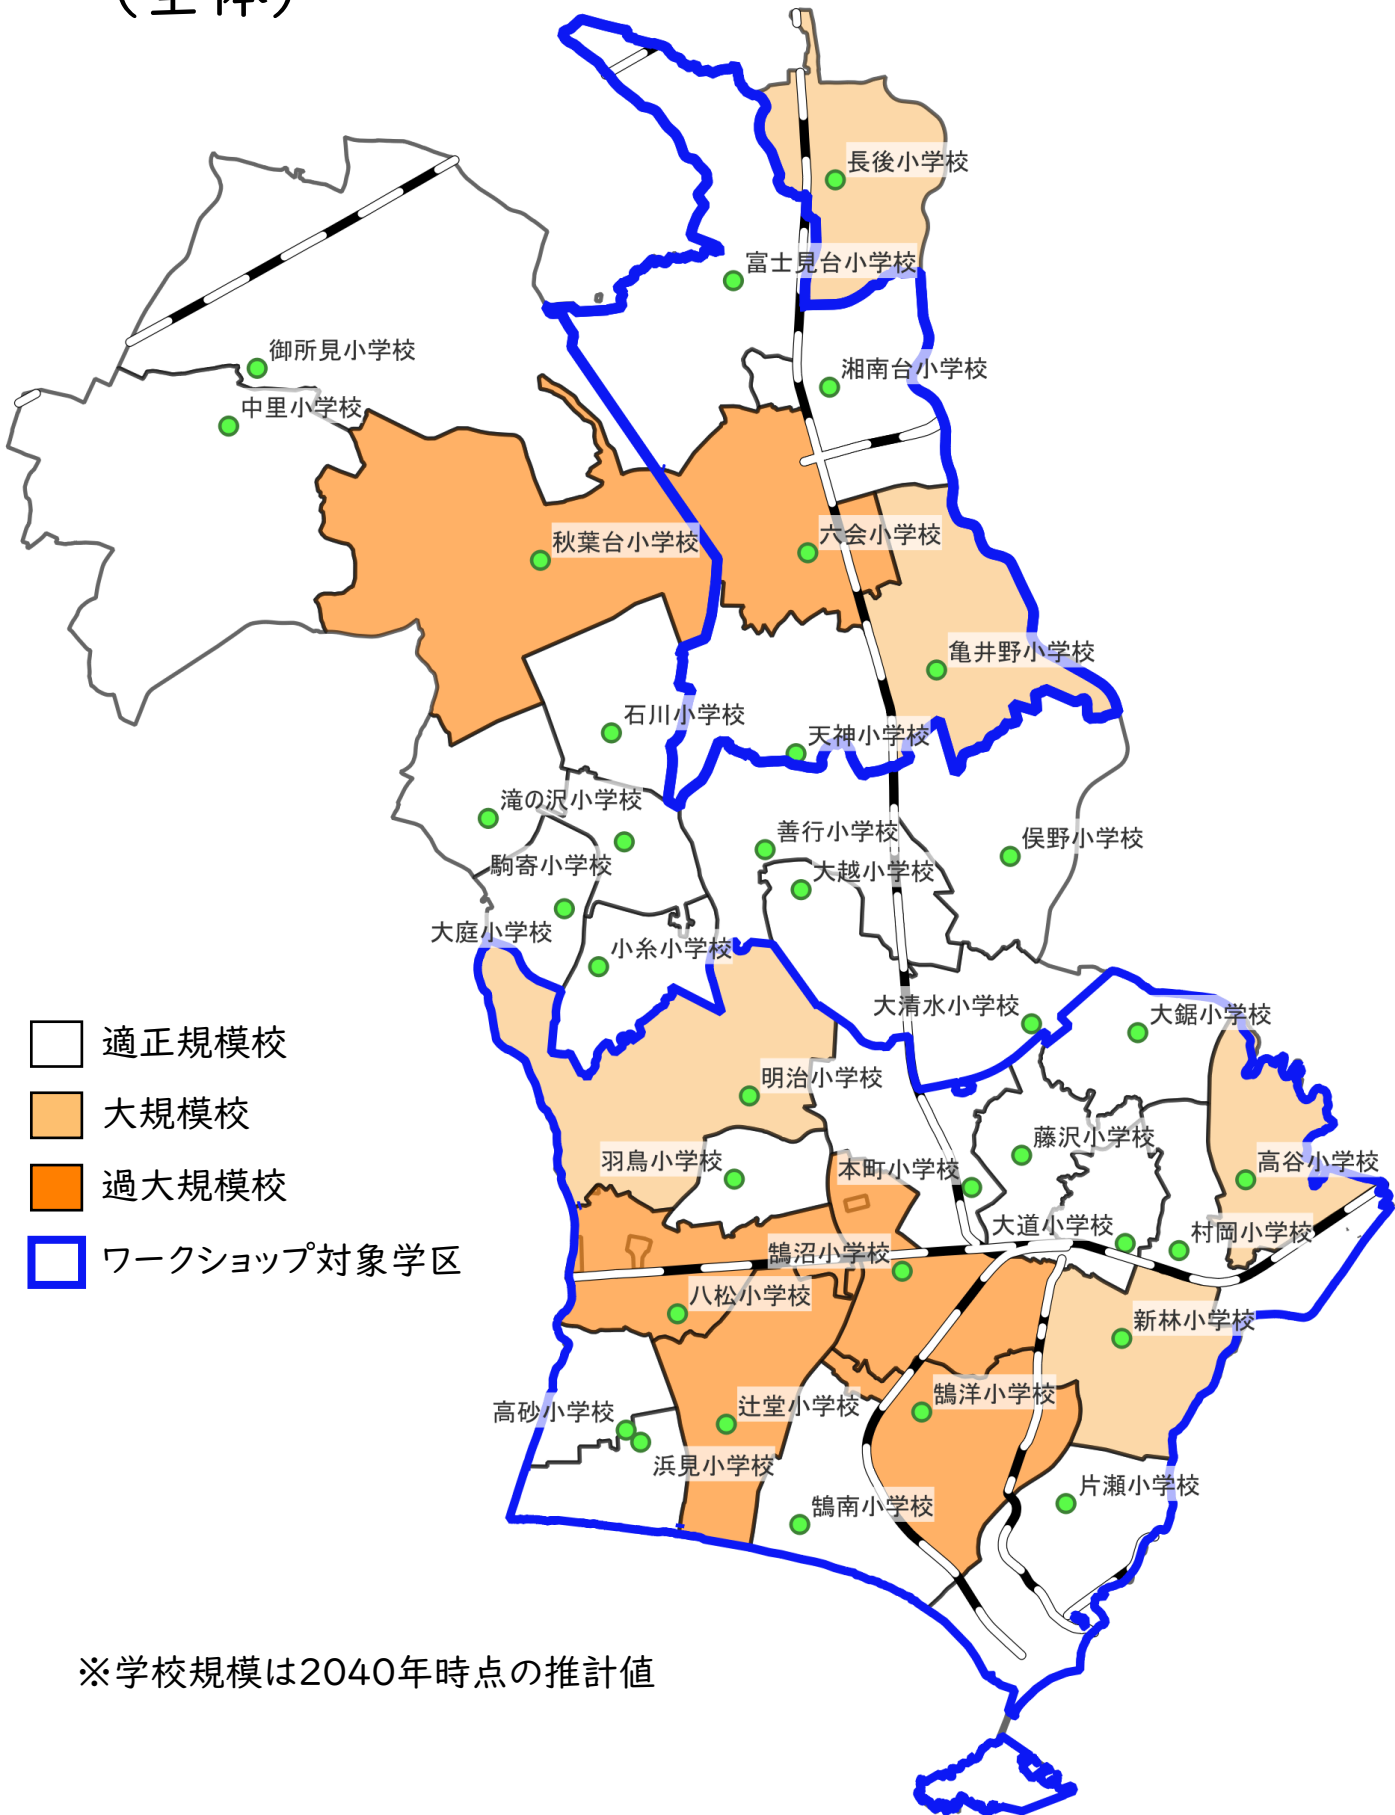 （全体）
長後小学校
富士見台小学校
御所見小学校
湘南台小学校
中里小学校
秋葉台小学校
六会小学校
亀井野小学校
石川小学校
天神小学校
滝の沢小学校
善行小学校
俣野小学校
駒寄小学校
大越小学校
大庭小学校
小糸小学校
大清水小学校
大鋸小学校
明治小学校
藤沢小学校
羽鳥小学校
本町小学校
高谷小学校
大道小学校
村岡小学校
鵠沼小学校
八松小学校
新林小学校
高砂小学校
辻堂小学校
鵠洋小学校
浜見小学校
片瀬小学校
鵠南小学校
適正規模校
大規模校
過大規模校
ワークショップ対象学区
※学校規模は2040年時点の推計値